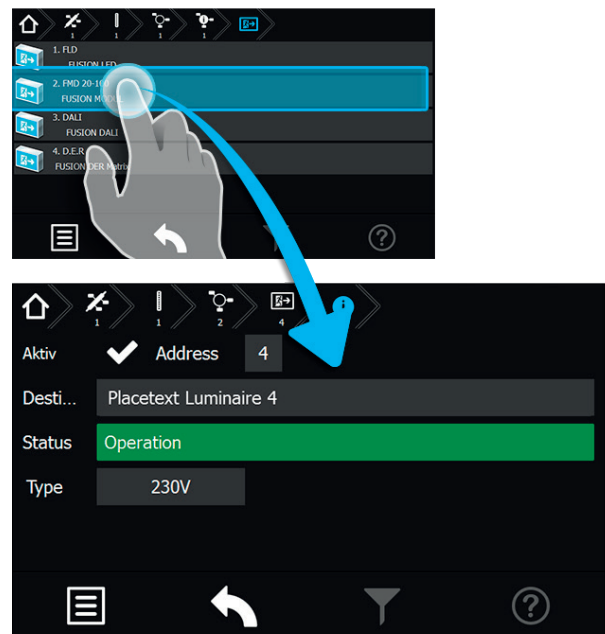 1 1 1 1
1. FLD
FUSION LED
2. FMD 20-1
FUSION MO
3. DALI
FUSION DALI
4. D.E.R
FUSION DER Matrix
?
1 1 2 4 i
Aktiv Address 4
Desti... Placetext Luminaire 4
Status Operation
Type 230V
?